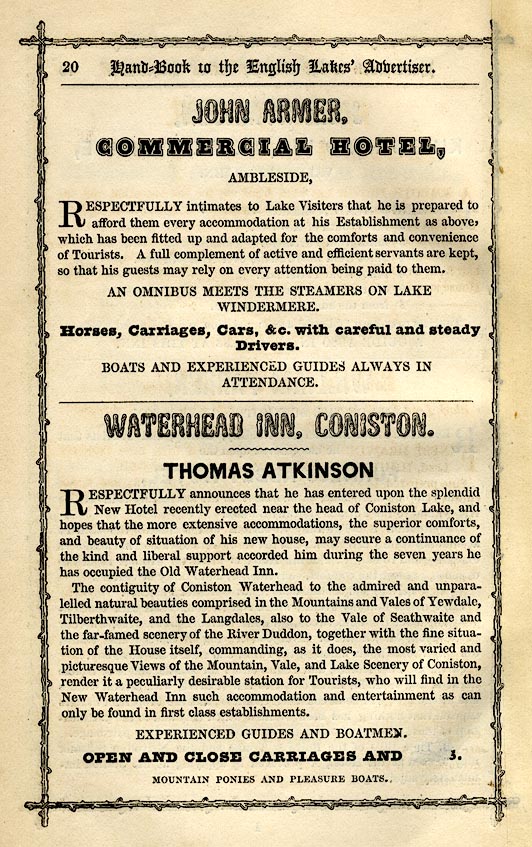 20 Hand-Book to the English Lakes' Advertiser.
JOHN ARMER,
COMMERCIAL HOTEL,
AMBLESIDE,
RESPECTFULLY intimates to Lake Visiters that he is prepared to
afford them every accommodation at his Establishment as above,
which has been fitted up and adapted for the comforts and convenience
of Tourists. A full complement of active and efficient servants are kept,
so that his guests may rely on every attention being paid to them.
AN OMNIBUS MEETS THE STEAMERS ON LAKE
WINDERMERE.
Horses, Carriages, Cars, &c. with careful and steady
Drivers.
BOATS AND EXPERIENCED GUIDES ALWAYS IN
ATTENDANCE.
WATERHEAD INN, CONISTON.
THOMAS ATKINSON
RESPECTFULLY announces that he has entered upon the splendid
New Hotel recently erected near the head of Coniston Lake, and
hopes that the more extensive accommodations, the superior comforts,
and beauty of situation of his new house, may secure a continuance of
the kind and liberal support accorded him during the seven years he
has occupied the Old Waterhead Inn.
The contiguity of Coniston Waterhead to the admired and unpara-
lelled natural beauties comprised in the Mountains and Vales of Yewdale,
Tilberthwaite, and the Langdales, also to the Vale of Seathwaite and
the far-famed scenery of the River Duddon, together with the fine situa-
tion of the House itself, commanding, as it does, the most varied and
picturesque Views of the Mountain, Vale, and Lake Scenery of Coniston,
render it a peculiarly desirable station for Tourists, who will find in the
New Waterhead Inn such accommodation and entertainment as can
only be found in first class establishments.
EXPERIENCED GUIDES AND BOATMEN.
OPEN AND CLOSE CARRIAGES AND
MOUNTAIN PONIES AND PLEASURE BOATS.